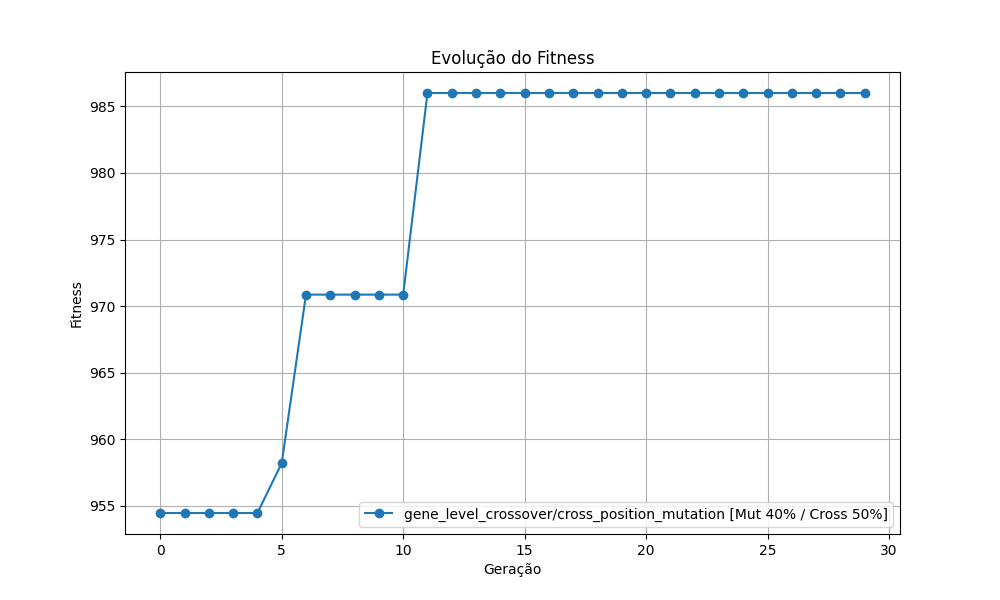 Evolução do Fitness
Fitness
985
980
975
970
965
960
955
gene_level_crossover/cross_position_mutation [Mut 40% / Cross 50%]
0 5 10 15 20 25 30
Geração